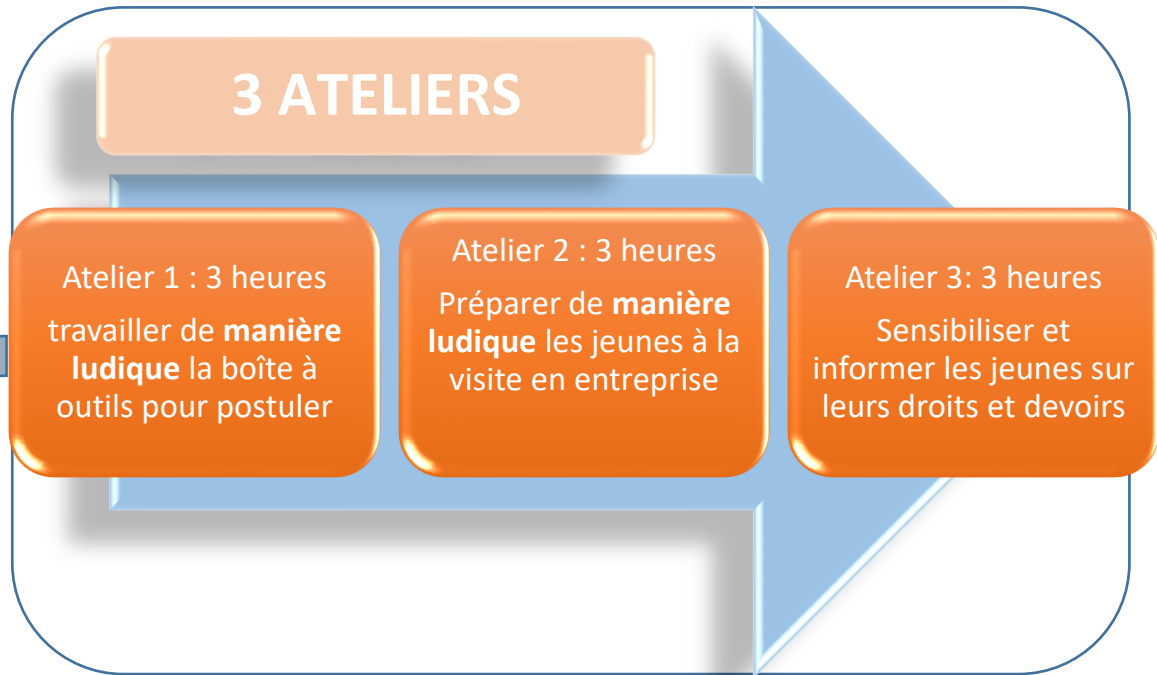 3 ATELIERS
Atelier 1 : 3 heures
travailler de manière
ludique la boîte à
outils pour postuler
Atelier 2 : 3 heures
Préparer de manière
ludique les jeunes à la
visite en entreprise
Atelier 3: 3 heures
Sensibiliser et
informer les jeunes sur
leurs droits et devoirs